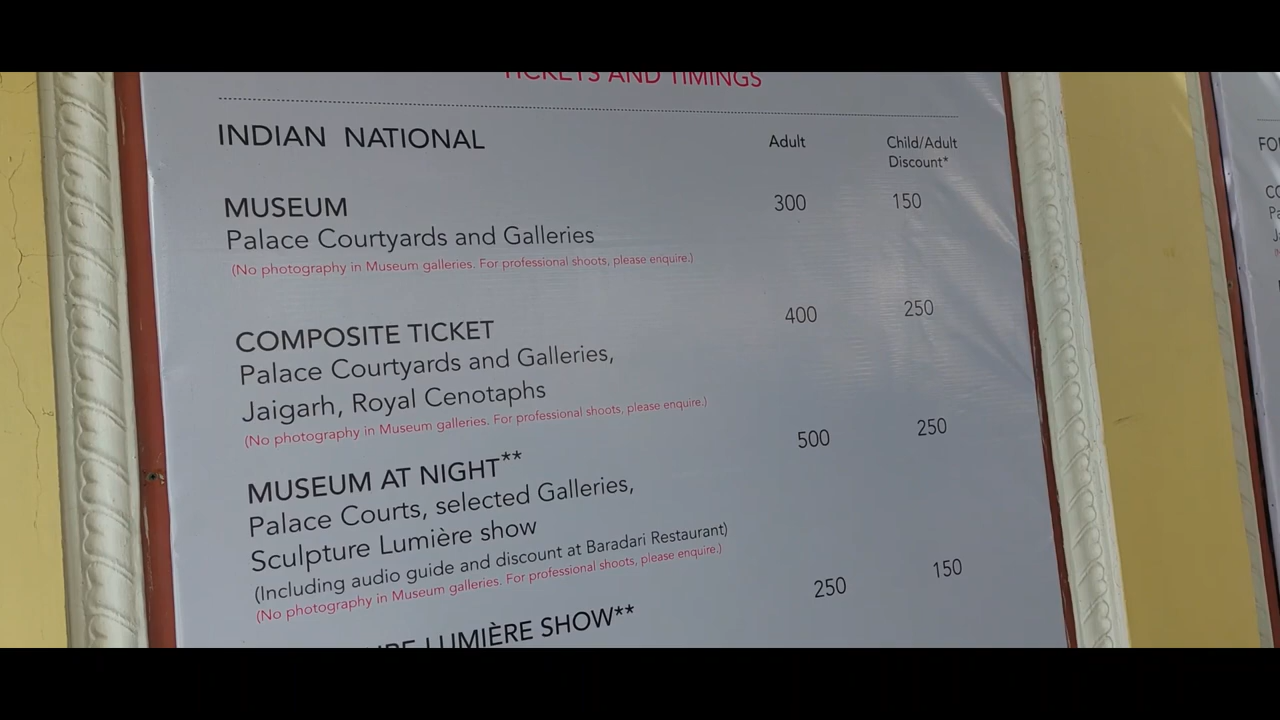 TICKETS AND TIMINGS
INDIAN NATIONAL Adult Child/Adult
Discount*
MUSEUM 300 150
Palace Courtyards and Galleries
(No photography in Museum galleries. For professional shoots, please enquire.)
COMPOSITE TICKET 400 250
Palace Courtyards and Galleries,
Jaigarh, Royal Cenotaphs
(No photography in Museum galleries. For professional shoots, please enquire.)
MUSEUM AT NIGHT** 500 250
Palace Courts, selected Galleries,
Sculpture Lumière show
(Including audio guide and discount at Baradari Restaurant)
(No photography in Museum galleries. For professional shoots, please enquire.)
LUMIÈRE SHOW** 250 150